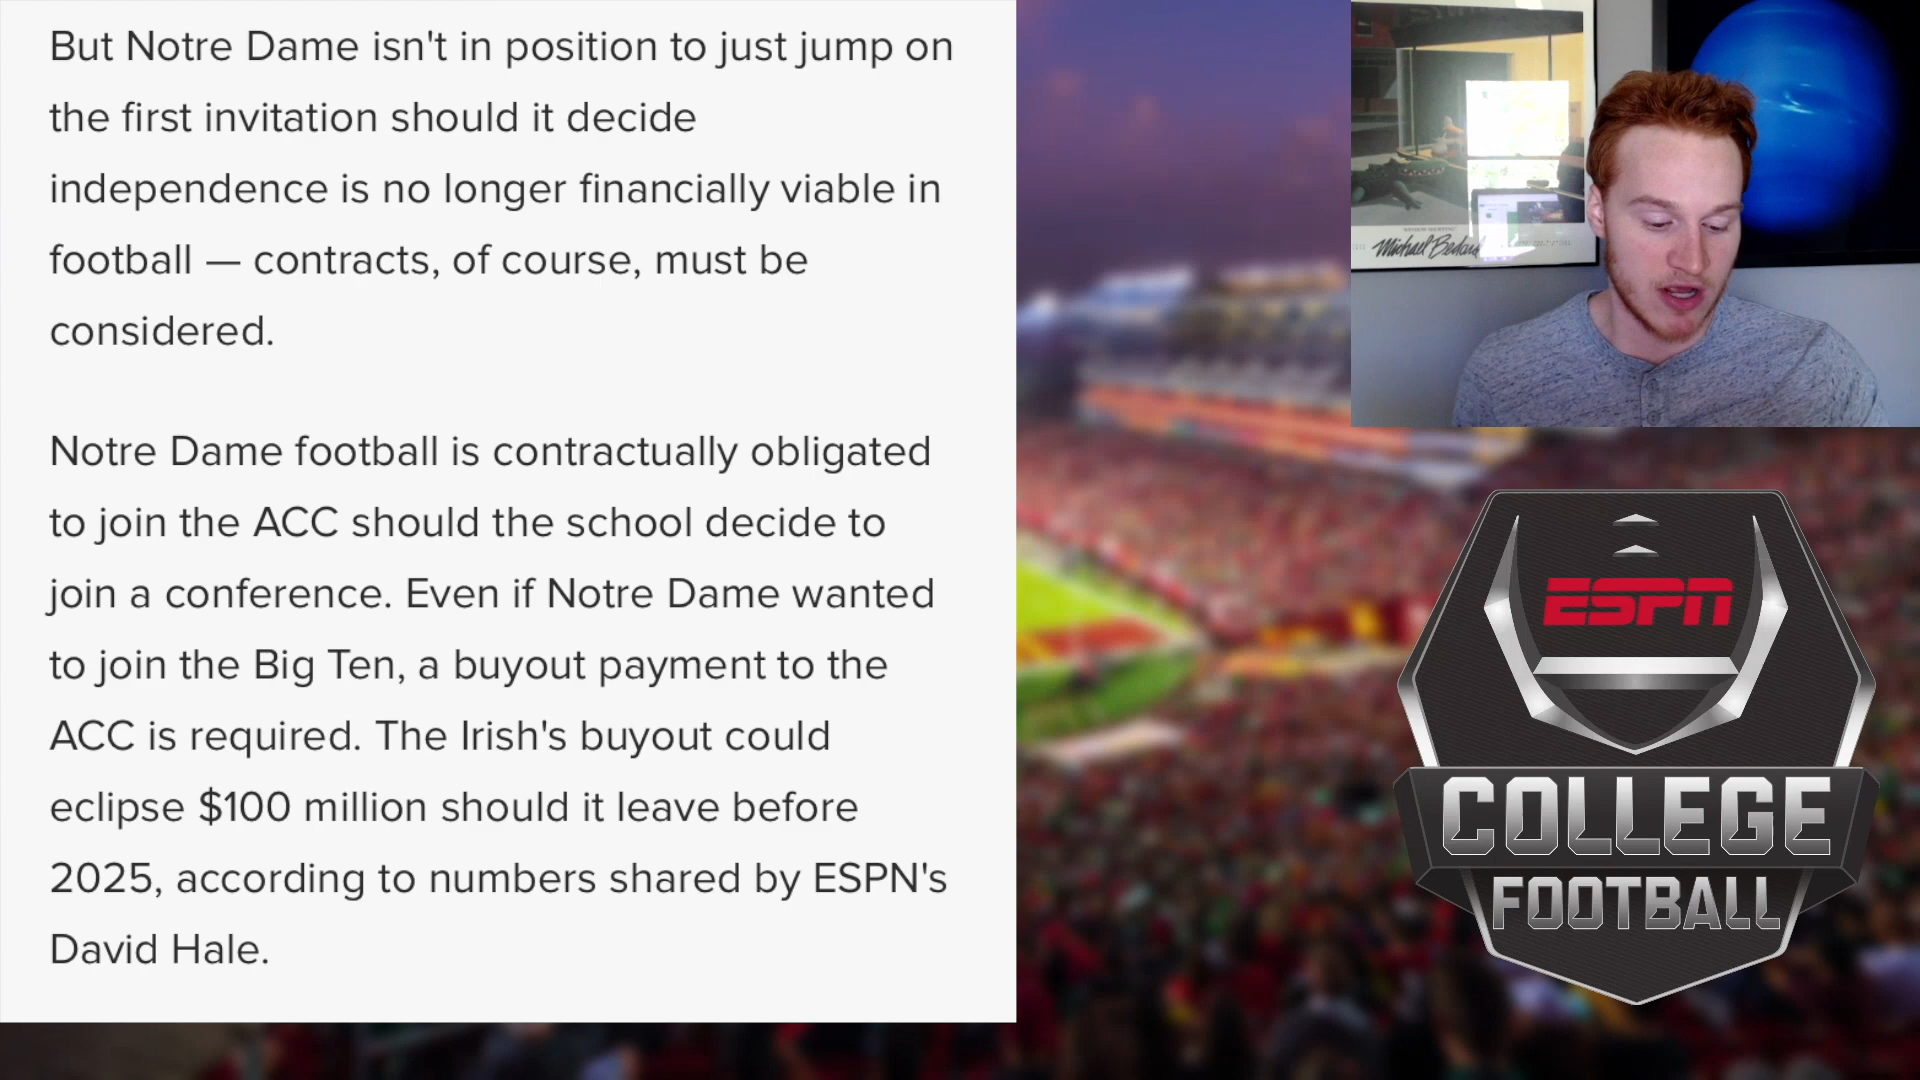 But Notre Dame isn't in position to just jump on
the first invitation should it decide
independence is no longer financially viable in
football — contracts, of course, must be
considered.
Notre Dame football is contractually obligated
to join the ACC should the school decide to
join a conference. Even if Notre Dame wanted
to join the Big Ten, a buyout payment to the
ACC is required. The Irish's buyout could
eclipse $100 million should it leave before
2025, according to numbers shared by ESPN's
David Hale.
Michael Bedard
ESPN
COLLEGE
FOOTBALL